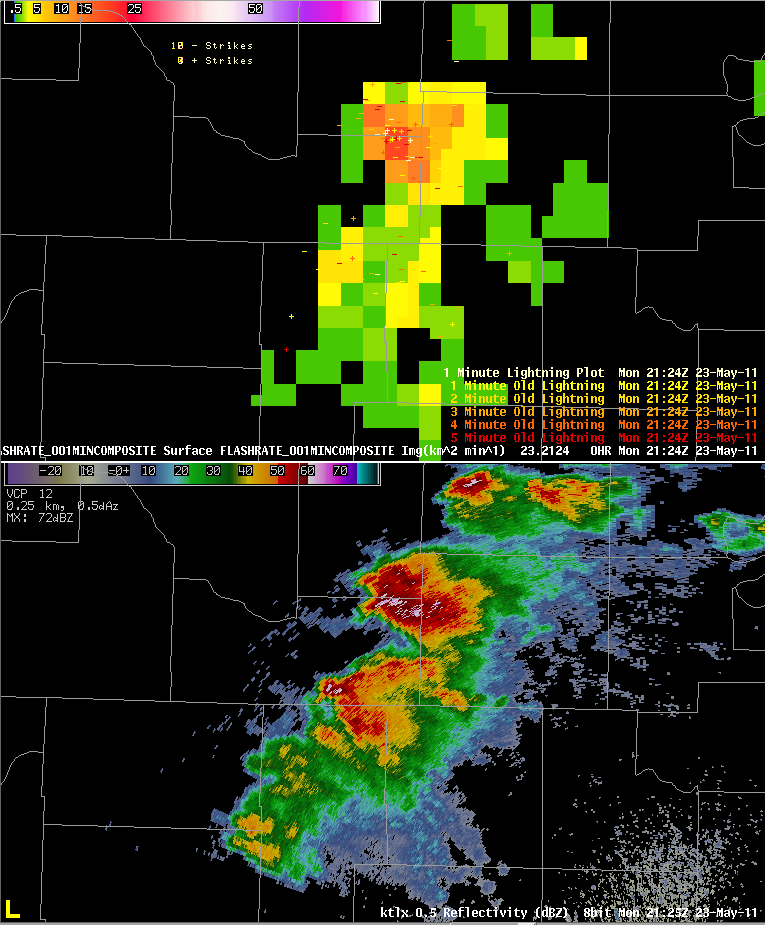 .5 5 10 15 25 50
10 - Strikes
0 + Strikes
1 Minute Lightning Plot Mon 21:24Z 23-May-11
1 Minute Old Lightning Mon 21:24Z 23-May-11
2 Minute Old Lightning Mon 21:24Z 23-May-11
3 Minute Old Lightning Mon 21:24Z 23-May-11
4 Minute Old Lightning Mon 21:24Z 23-May-11
5 Minute Old Lightning Mon 21:24Z 23-May-11
SHRATE_001MINCOMPOSITE Surface FLASHRATE_001MINCOMPOSITE Img(km^2 min^1) 23.2124 OHR Mon 21:24Z 23-May-11
-20 -10 -0+ 10 20 30 40 50 60 70
VCP 12
0.25 km, 0.5dAz
MX: 72dBZ
ktlx 0.5 Reflectivity (dBZ) 8bit Mon 21:25Z 23-May-11
L